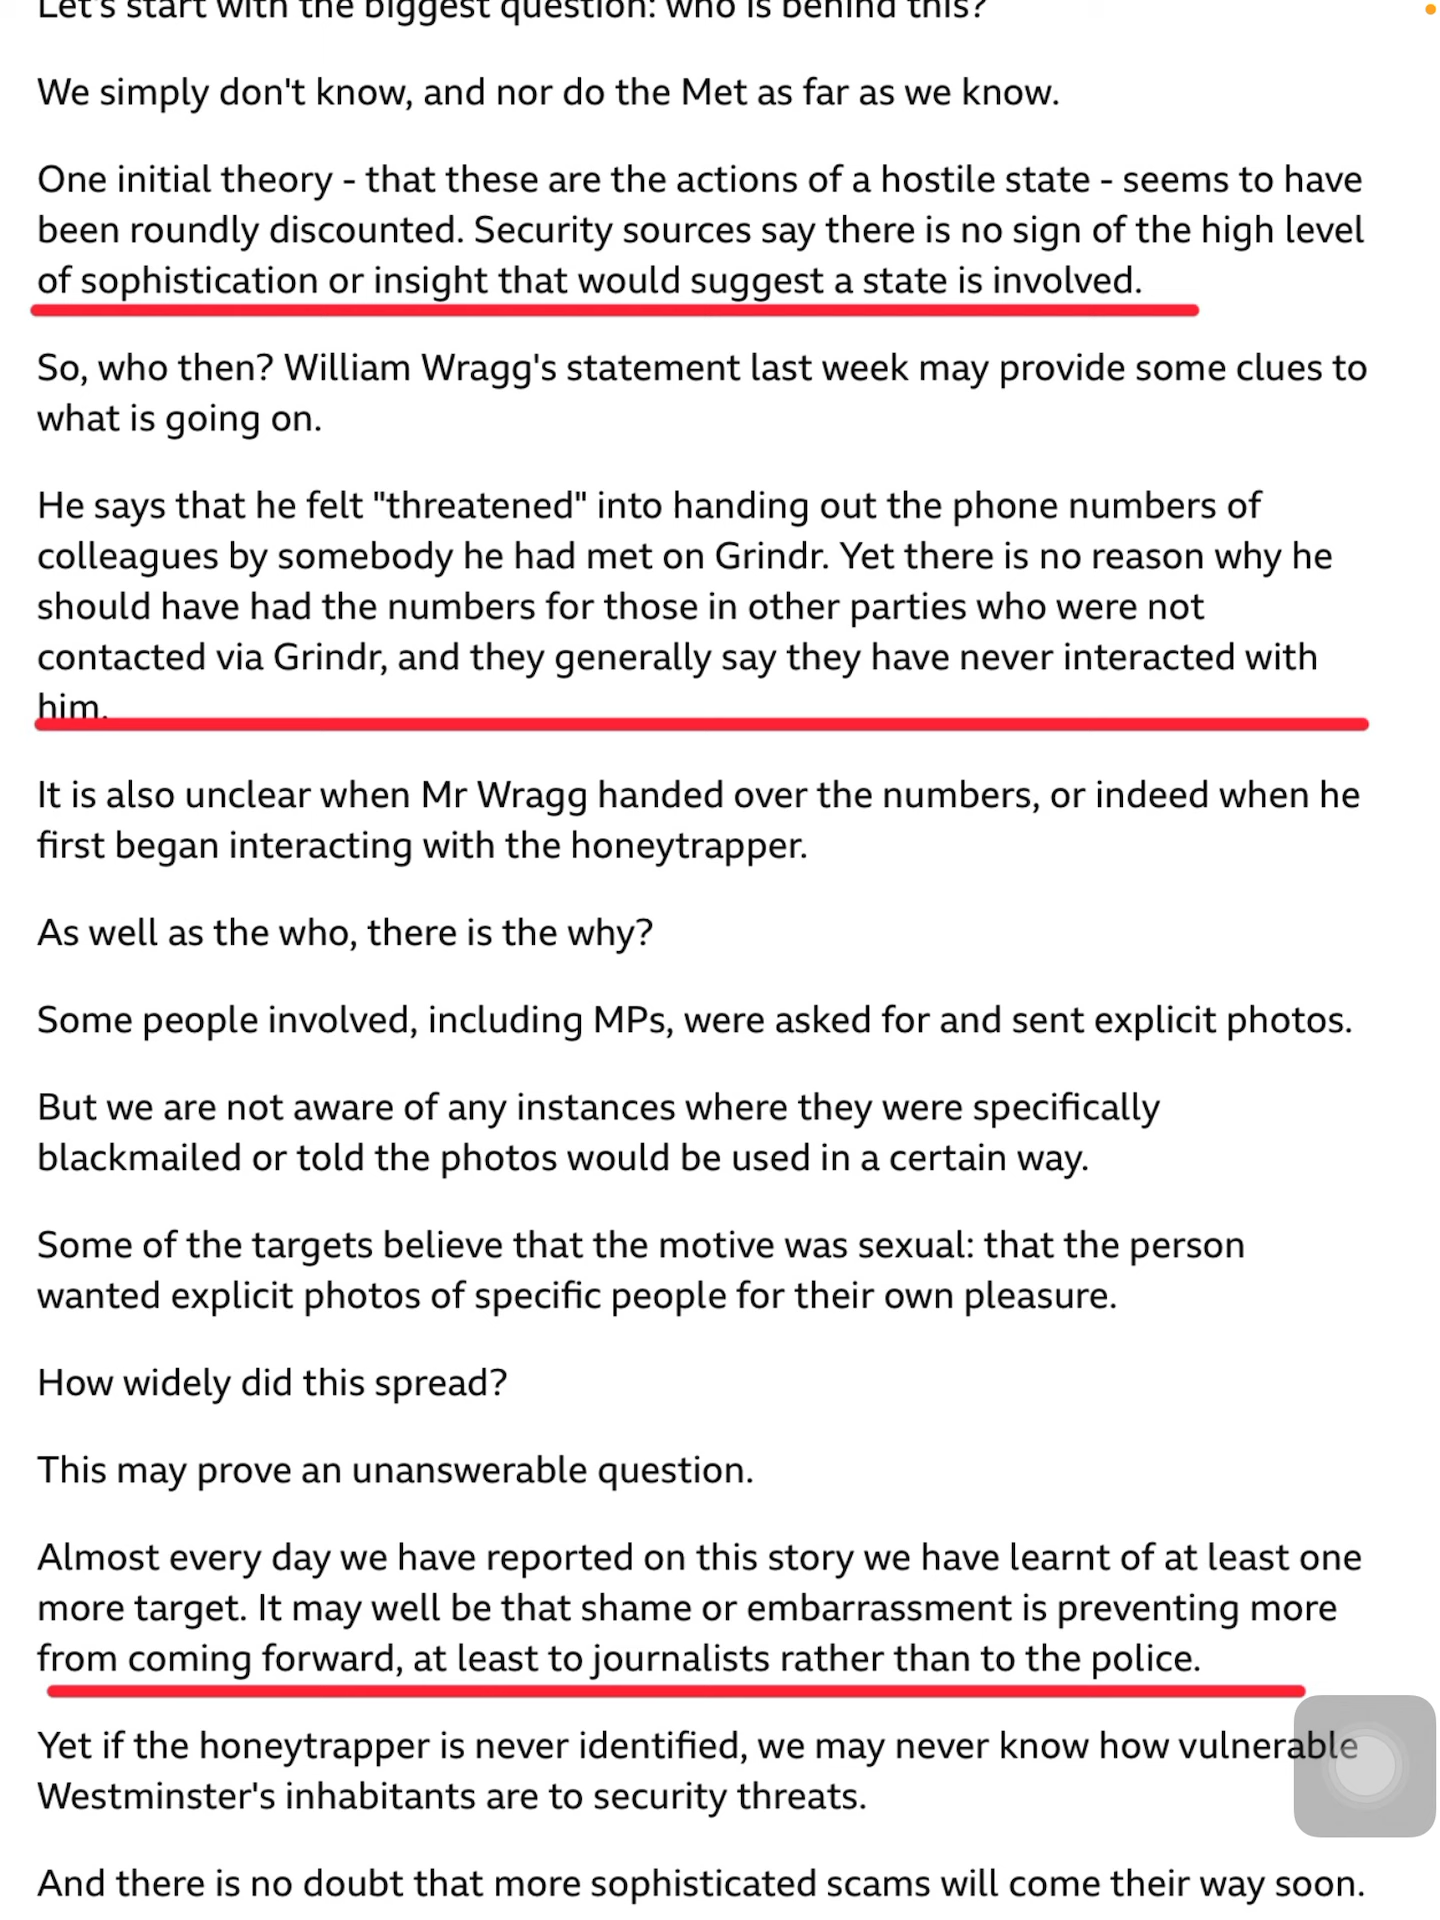 Let's start with the biggest question: who is behind this?
We simply don't know, and nor do the Met as far as we know.
One initial theory - that these are the actions of a hostile state - seems to have
been roundly discounted. Security sources say there is no sign of the high level
of sophistication or insight that would suggest a state is involved.
So, who then? William Wragg's statement last week may provide some clues to
what is going on.
He says that he felt "threatened" into handing out the phone numbers of
colleagues by somebody he had met on Grindr. Yet there is no reason why he
should have had the numbers for those in other parties who were not
contacted via Grindr, and they generally say they have never interacted with
him.
It is also unclear when Mr Wragg handed over the numbers, or indeed when he
first began interacting with the honeytrapper.
As well as the who, there is the why?
Some people involved, including MPs, were asked for and sent explicit photos.
But we are not aware of any instances where they were specifically
blackmailed or told the photos would be used in a certain way.
Some of the targets believe that the motive was sexual: that the person
wanted explicit photos of specific people for their own pleasure.
How widely did this spread?
This may prove an unanswerable question.
Almost every day we have reported on this story we have learnt of at least one
more target. It may well be that shame or embarrassment is preventing more
from coming forward, at least to journalists rather than to the police.
Yet if the honeytrapper is never identified, we may never know how vulnerable
Westminster's inhabitants are to security threats.
And there is no doubt that more sophisticated scams will come their way soon.